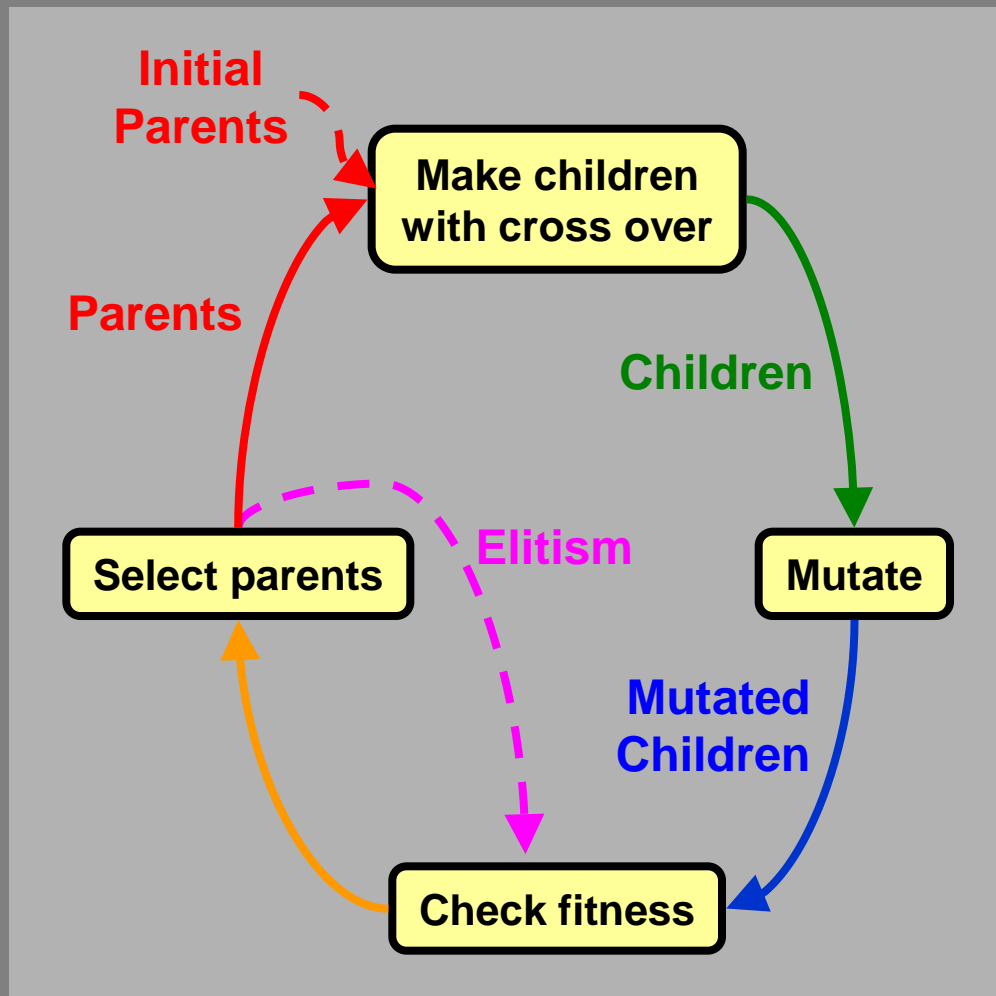 Initial
Parents
Make children
with cross over
Parents
Children
Elitism
Select parents
Mutate
Mutated
Children
Check fitness